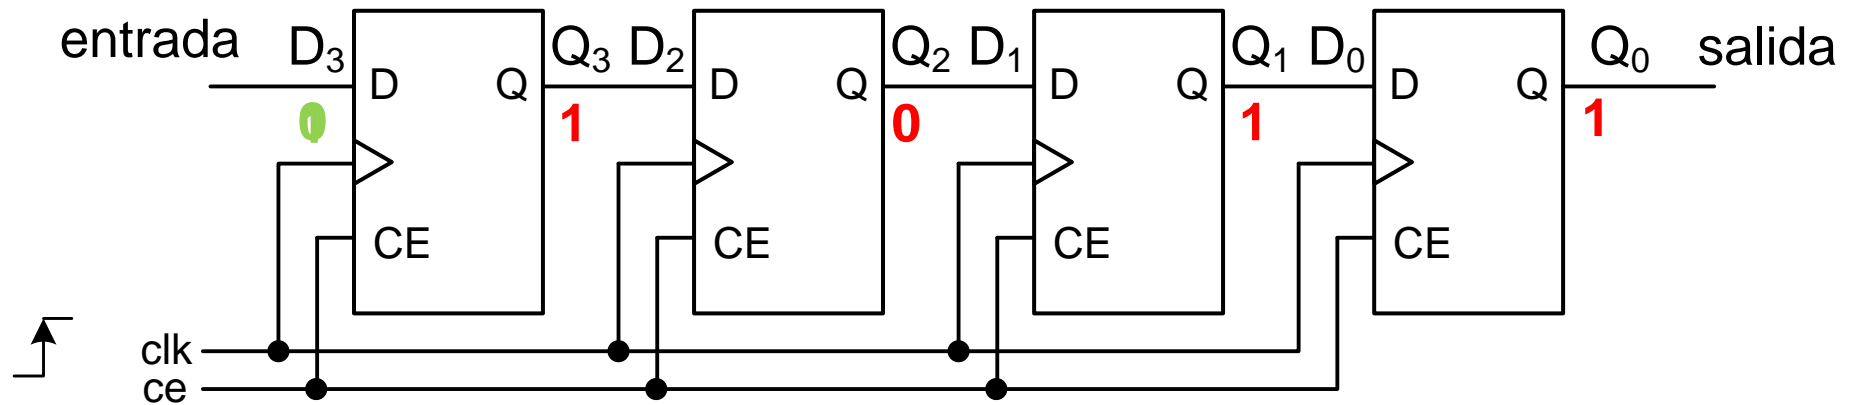 entrada D₃ Q₃ D₂ Q₂ D₁ Q₁ D₀ Q₀ salida
D Q D Q D Q D Q
1 0 1 1
CE CE CE CE
clk
ce